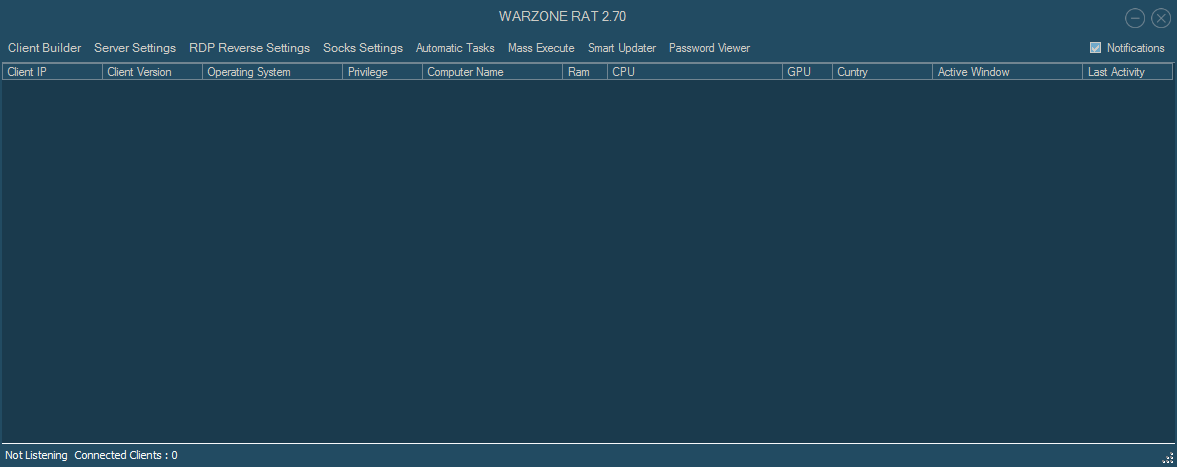 WARZONE RAT 2.70
Client Builder Server Settings RDP Reverse Settings Socks Settings Automatic Tasks Mass Execute Smart Updater Password Viewer Notifications
Client IP Client Version Operating System Privilege Computer Name Ram CPU GPU Cuntry Active Window Last Activity
Not Listening Connected Clients : 0